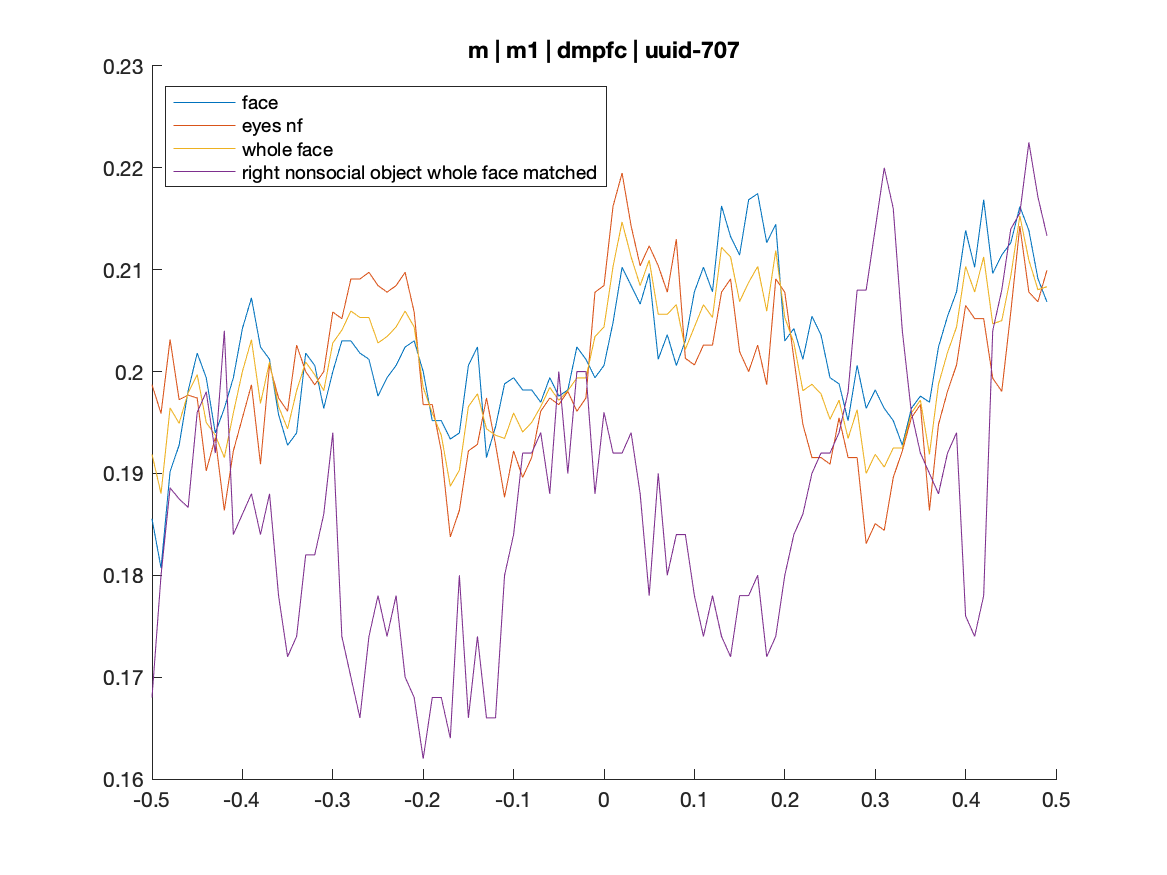 m | m1 | dmpfc | uuid-707
0.23
face
eyes nf
whole face
right nonsocial object whole face matched
0.22
0.21
0.2
0.19
0.18
0.17
0.16
-0.5 -0.4 -0.3 -0.2 -0.1 0 0.1 0.2 0.3 0.4 0.5